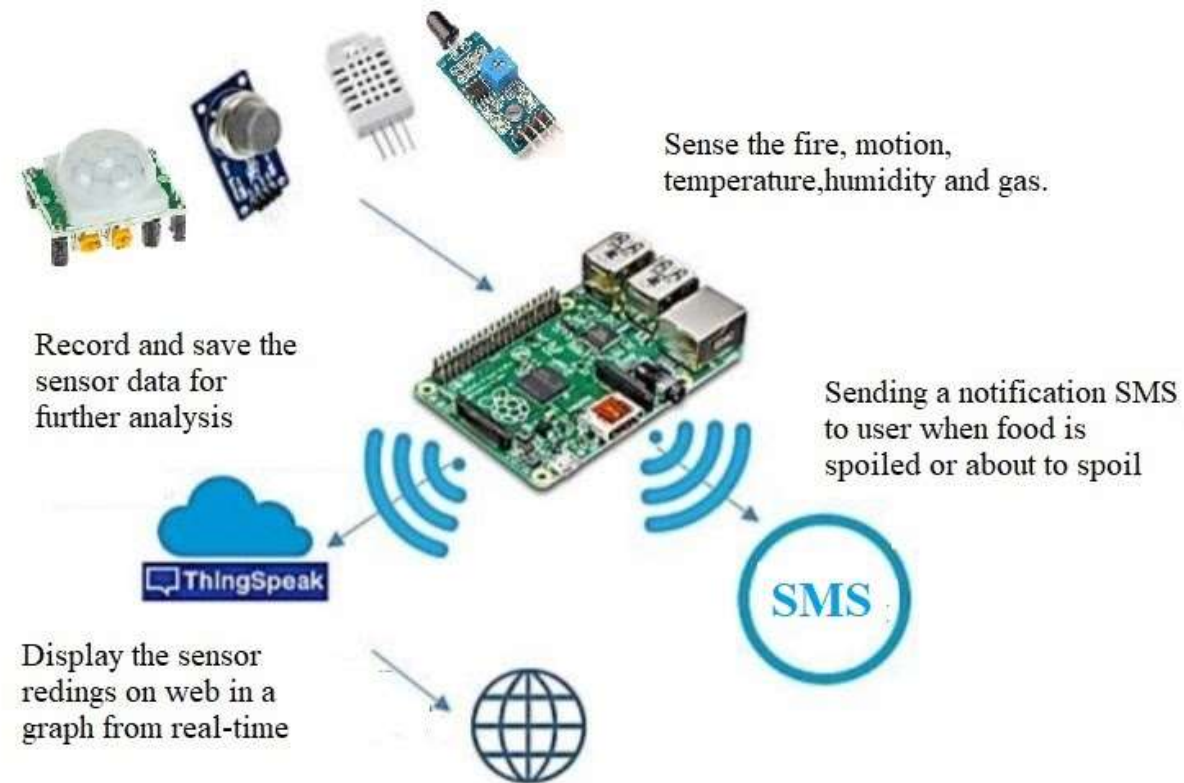 Sense the fire, motion,
temperature,humidity and gas.
Record and save the
sensor data for
further analysis
Sending a notification SMS
to user when food is
spoiled or about to spoil
ThingSpeak
SMS
Display the sensor
redings on web in a
graph from real-time